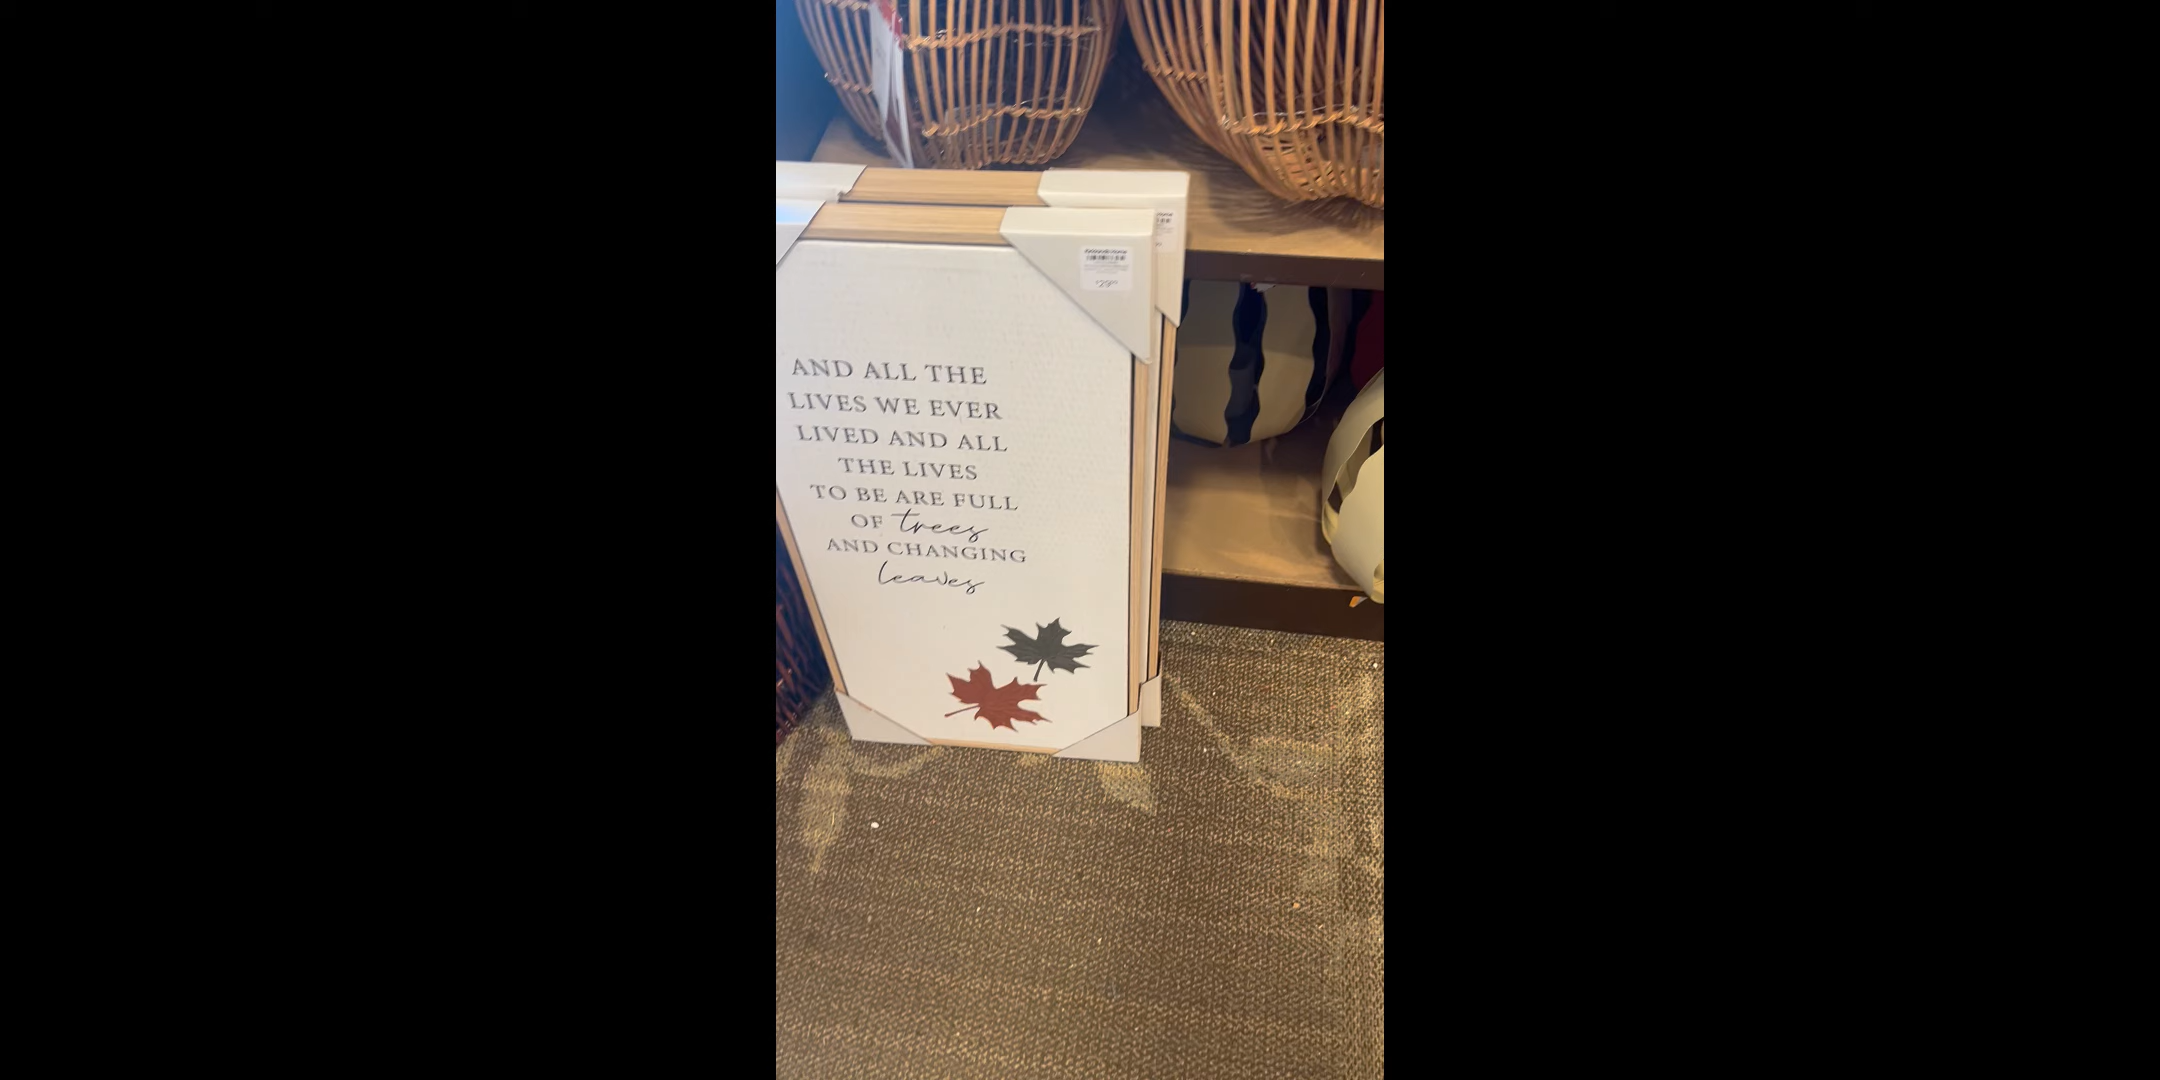 AND ALL THE
LIVES WE EVER
LIVED AND ALL
THE LIVES
TO BE ARE FULL
OF trees
AND CHANGING
leaves